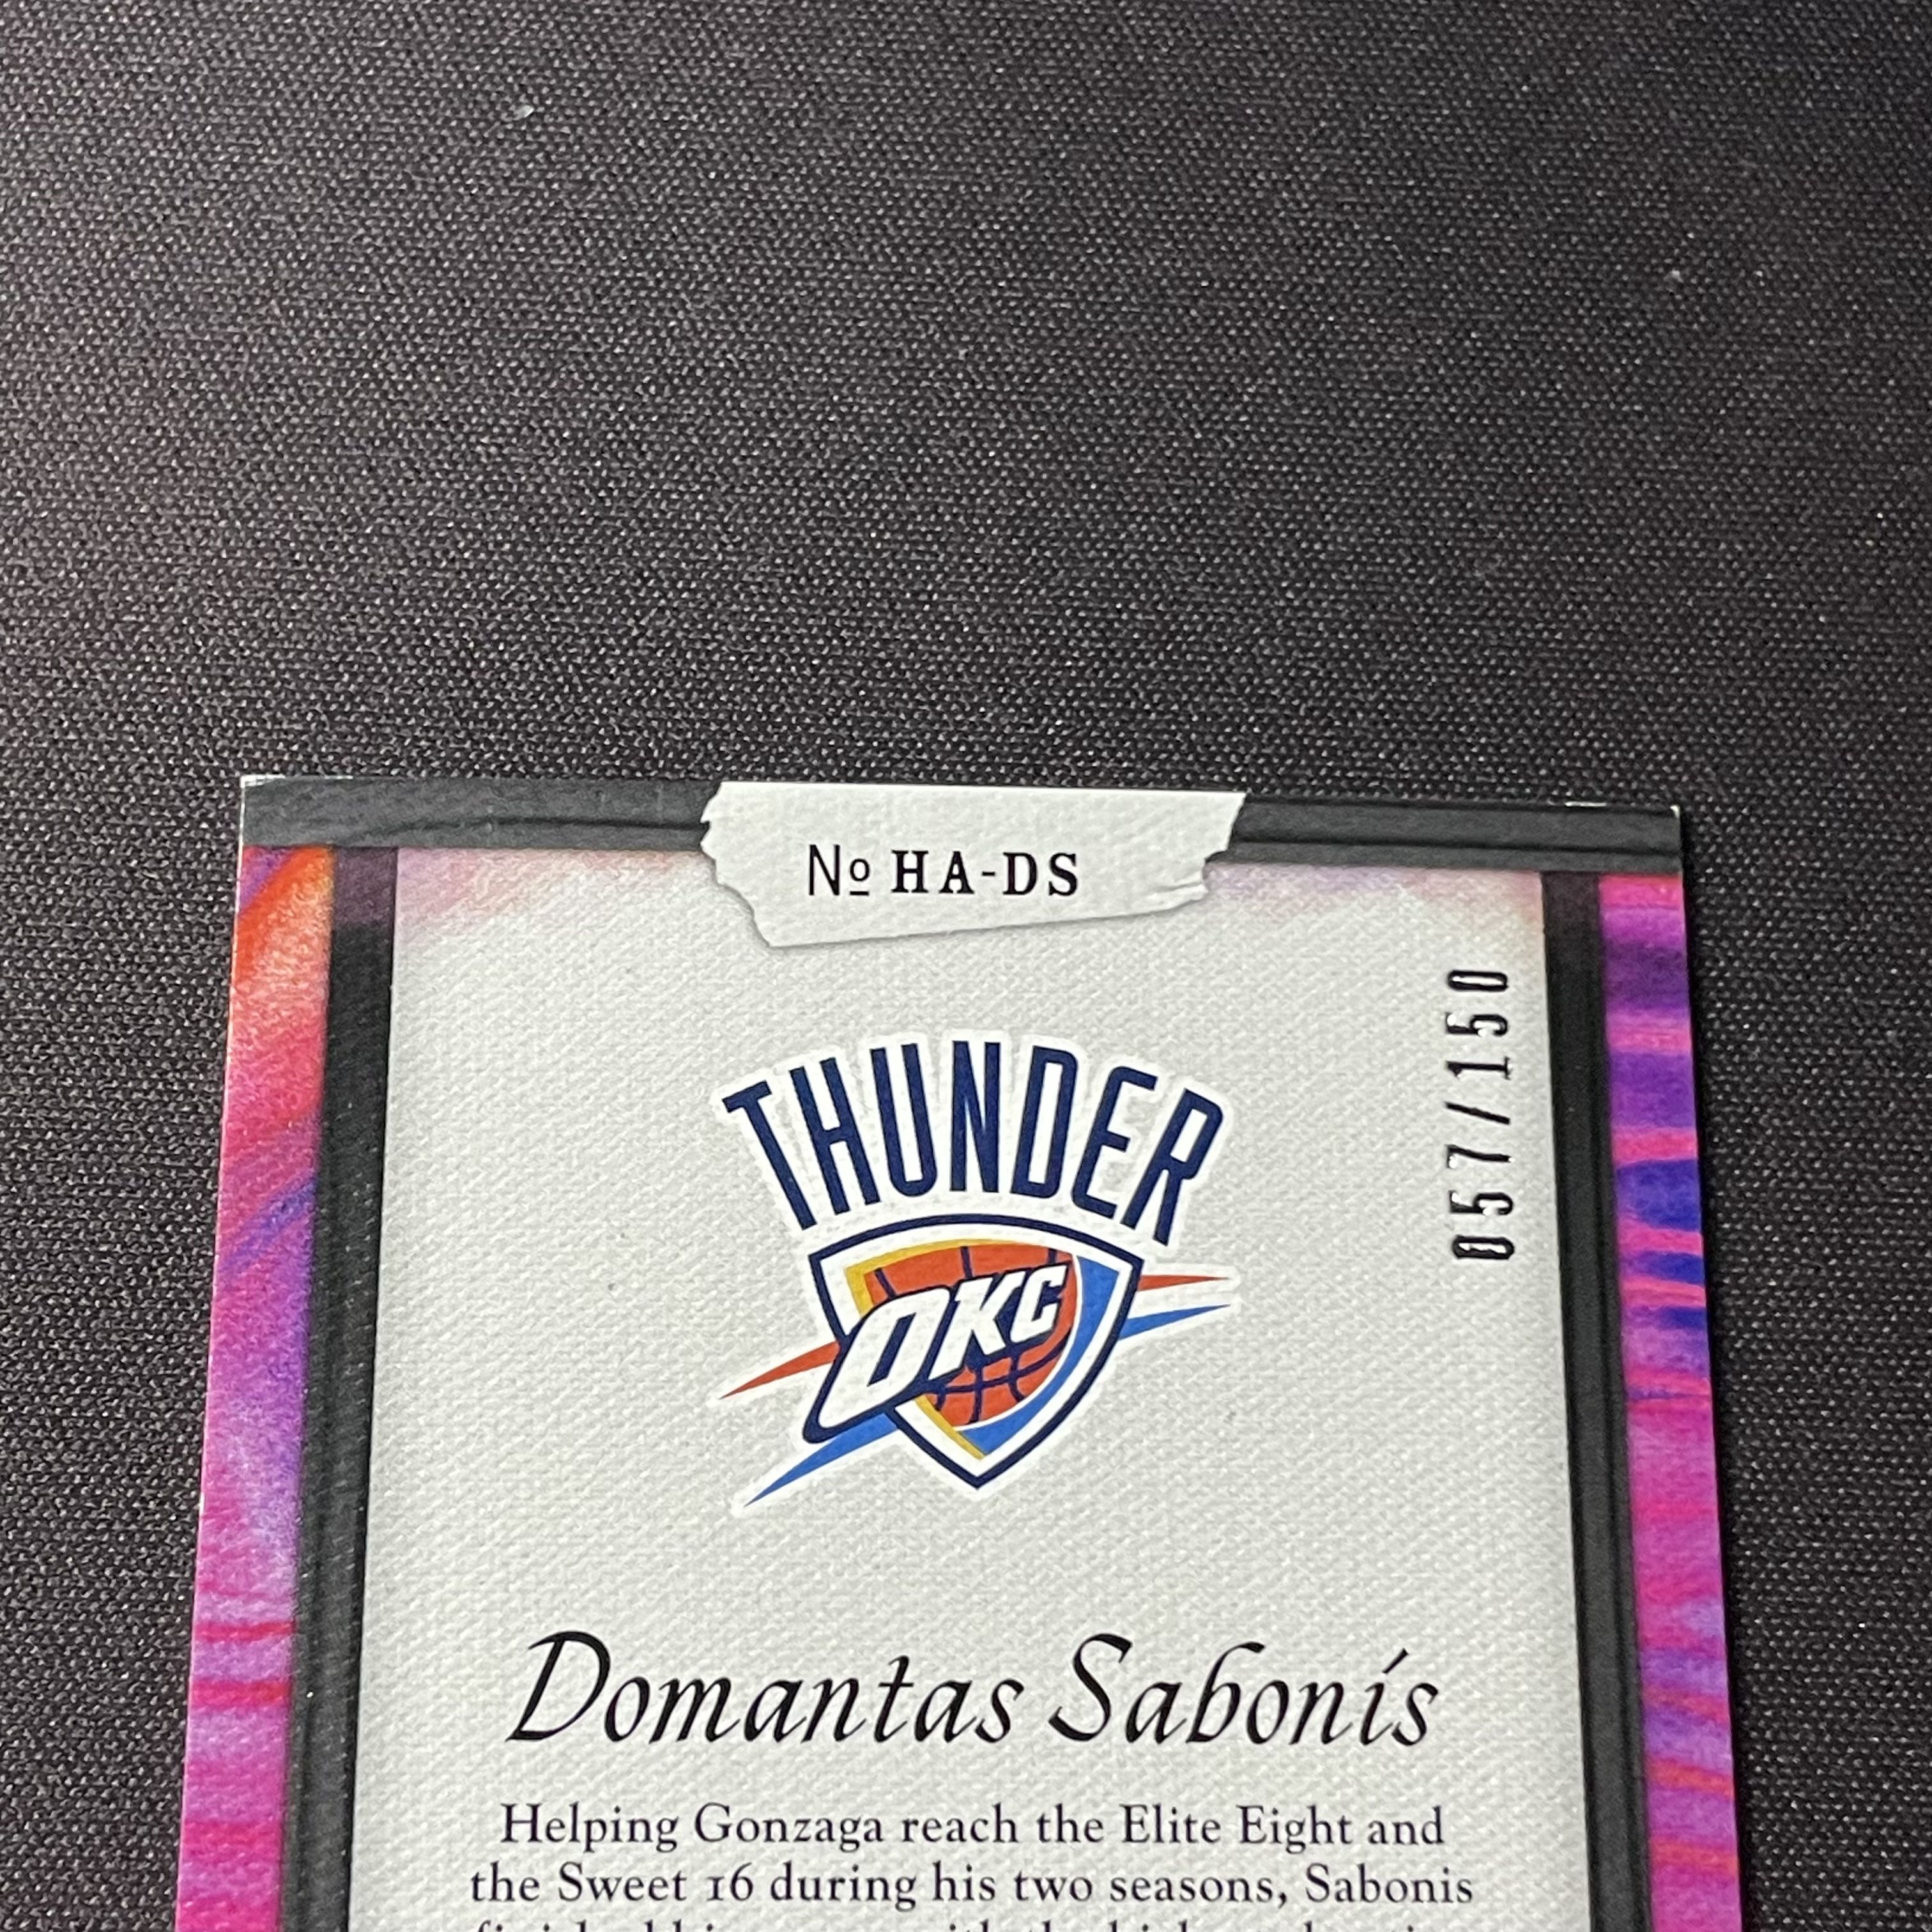 Nº HA-DS
057/150
THUNDER
OKC
Domantas Sabonis
Helping Gonzaga reach the Elite Eight and
the Sweet 16 during his two seasons, Sabonis